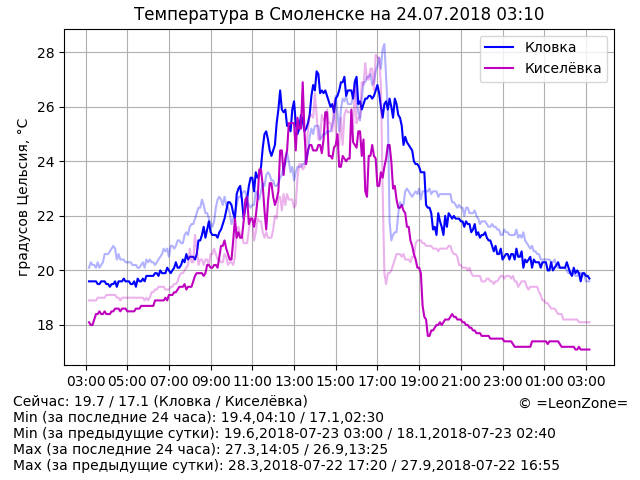 Температура в Смоленске на 24.07.2018 03:10
28
26
24
22
20
18
градусов Цельсия, °C
Кловка
Киселёвка
03:00 05:00 07:00 09:00 11:00 13:00 15:00 17:00 19:00 21:00 23:00 01:00 03:00
Сейчас: 19.7 / 17.1 (Кловка / Киселёвка)
© =LeonZone=
Min (за последние 24 часа): 19.4,04:10 / 17.1,02:30
Min (за предыдущие сутки): 19.6,2018-07-23 03:00 / 18.1,2018-07-23 02:40
Max (за последние 24 часа): 27.3,14:05 / 26.9,13:25
Max (за предыдущие сутки): 28.3,2018-07-22 17:20 / 27.9,2018-07-22 16:55